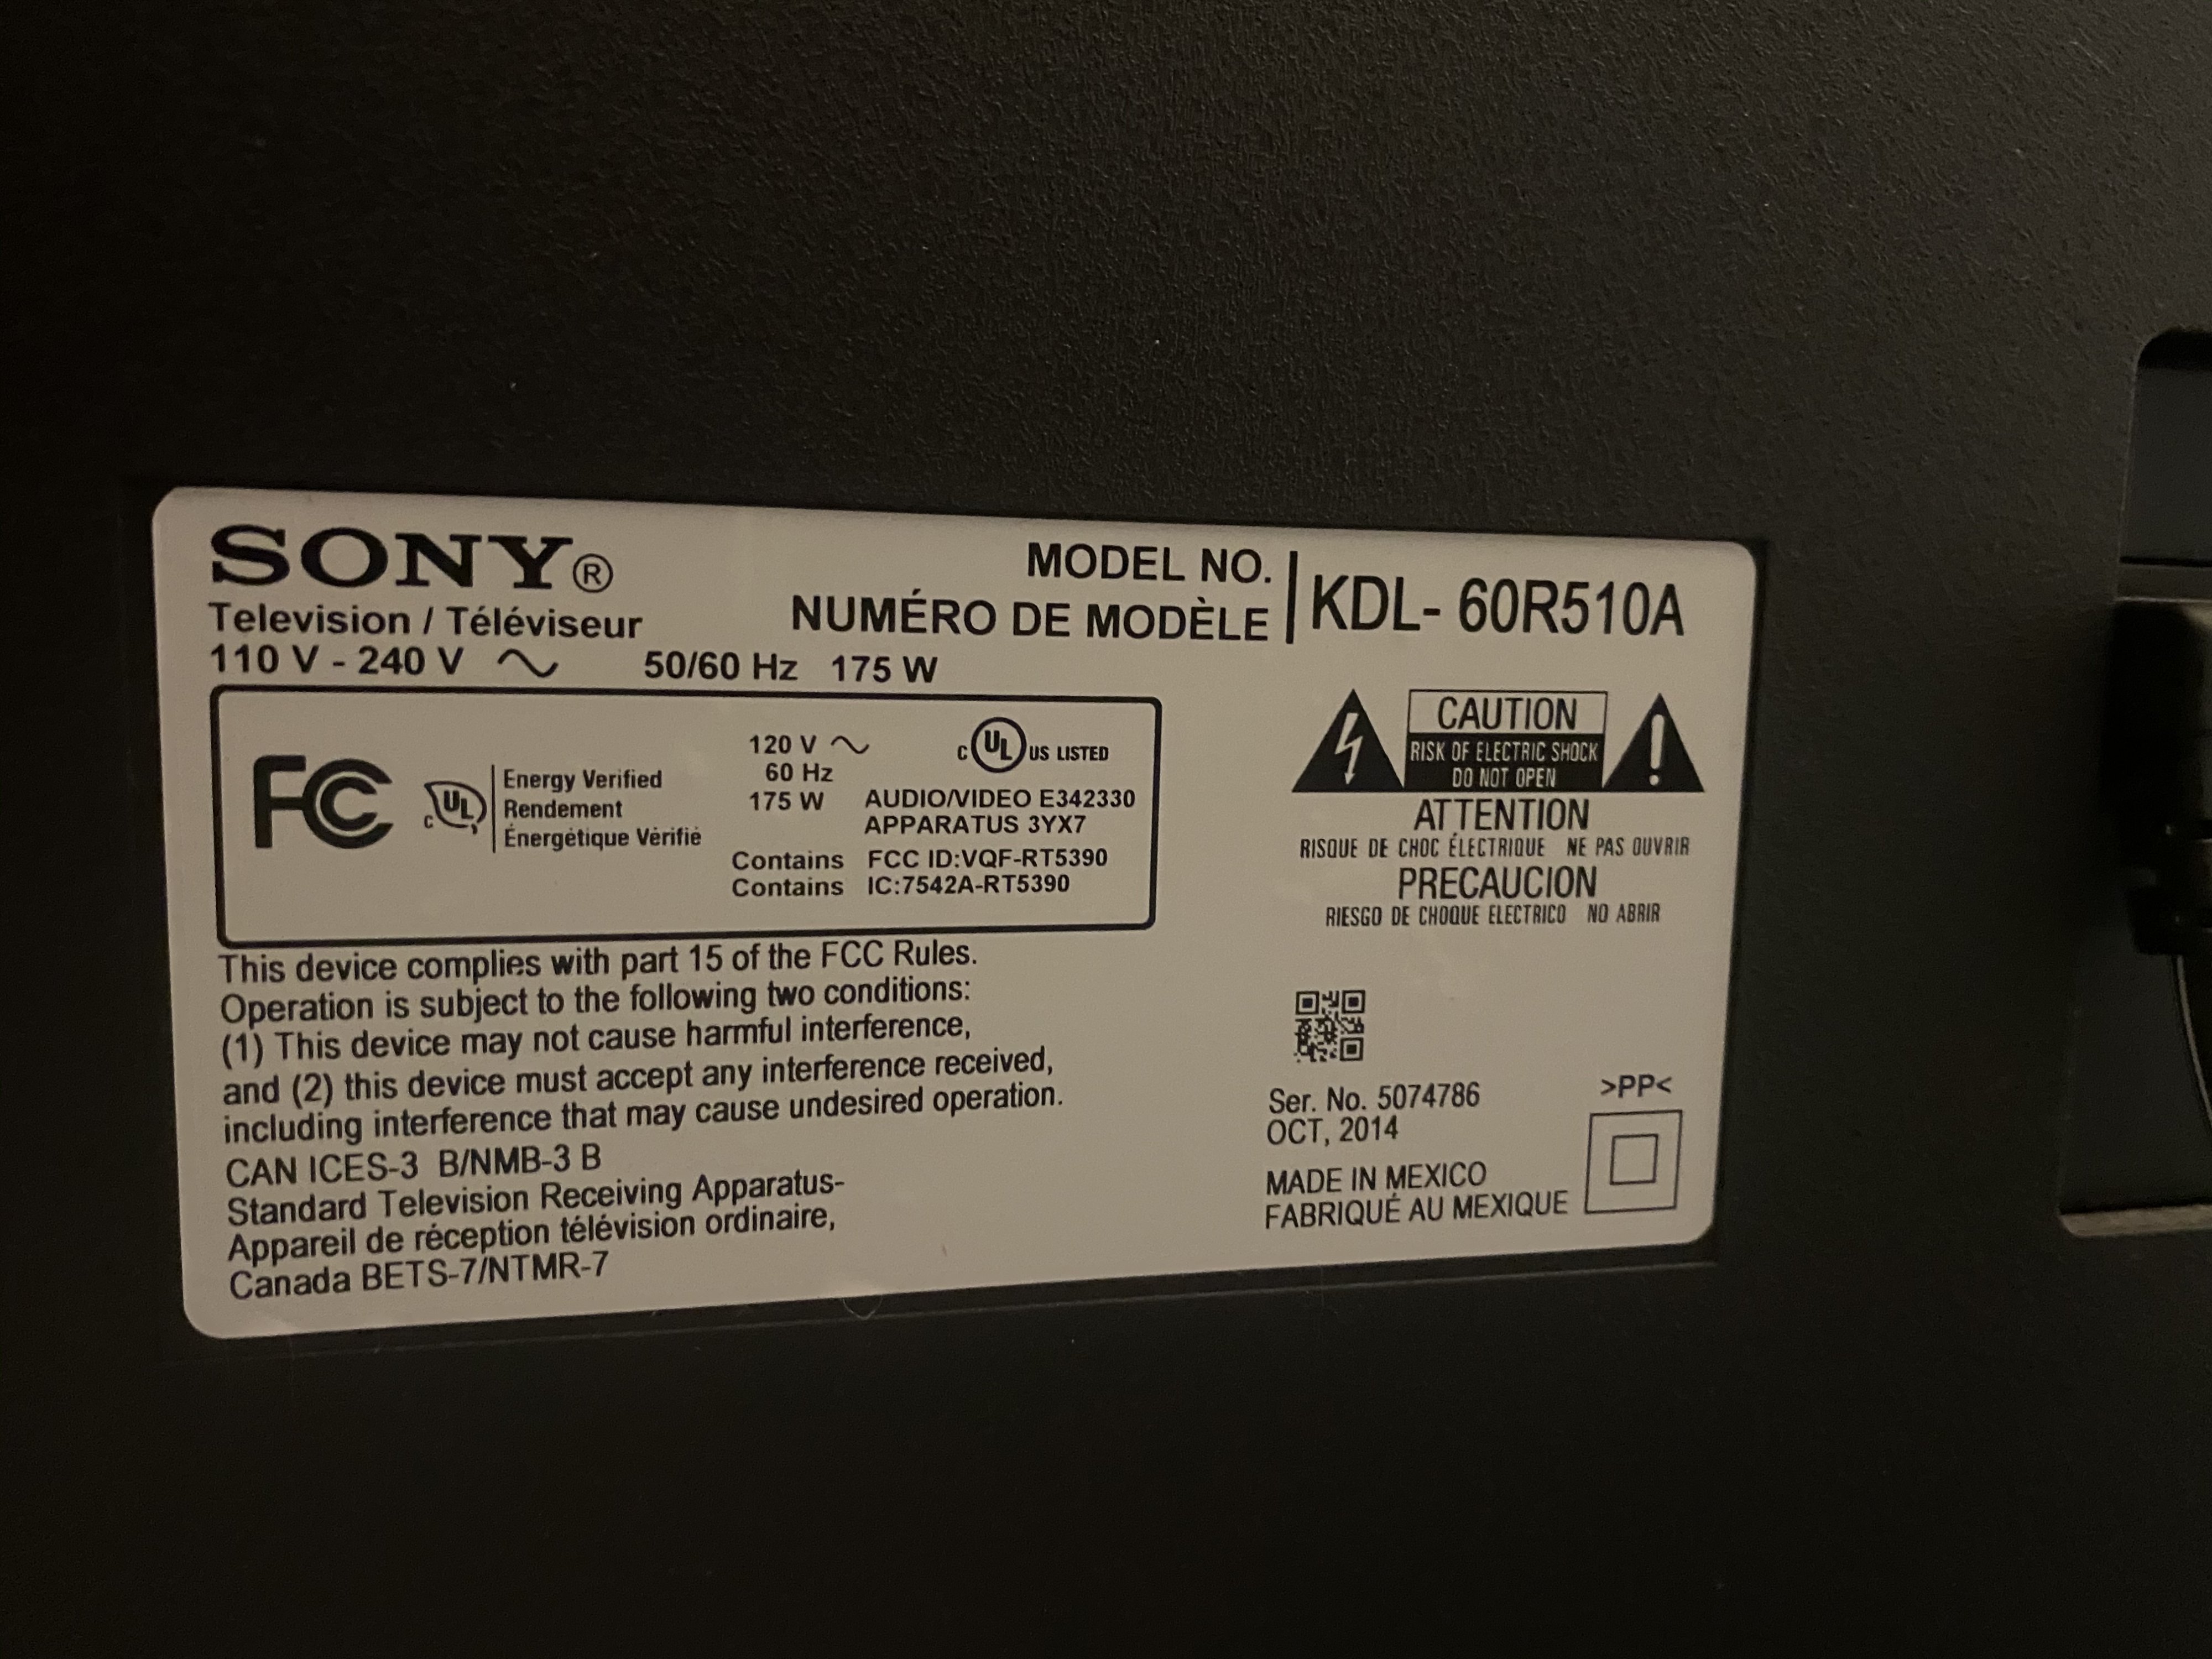 SONY®
Television / Téléviseur
110 V - 240 V ~ 50/60 Hz 175 W
MODEL NO.
NUMÉRO DE MODÈLE
KDL- 60R510A
FC
C UL
Energy Verified
Rendement
Énergétique Vérifié
120 V ~
60 Hz
175 W
C UL US LISTED
AUDIO/VIDEO E342330
APPARATUS 3YX7
Contains FCC ID:VQF-RT5390
Contains IC:7542A-RT5390
CAUTION
RISK OF ELECTRIC SHOCK
DO NOT OPEN
ATTENTION
RISQUE DE CHOC ÉLECTRIQUE NE PAS OUVRIR
PRECAUCION
RIESGO DE CHOQUE ELECTRICO NO ABRIR
This device complies with part 15 of the FCC Rules.
Operation is subject to the following two conditions:
(1) This device may not cause harmful interference,
and (2) this device must accept any interference received,
including interference that may cause undesired operation.
CAN ICES-3 B/NMB-3 B
Standard Television Receiving Apparatus-
Appareil de réception télévision ordinaire,
Canada BETS-7/NTMR-7
Ser. No. 5074786
OCT, 2014
MADE IN MEXICO
FABRIQUÉ AU MEXIQUE
>PP<